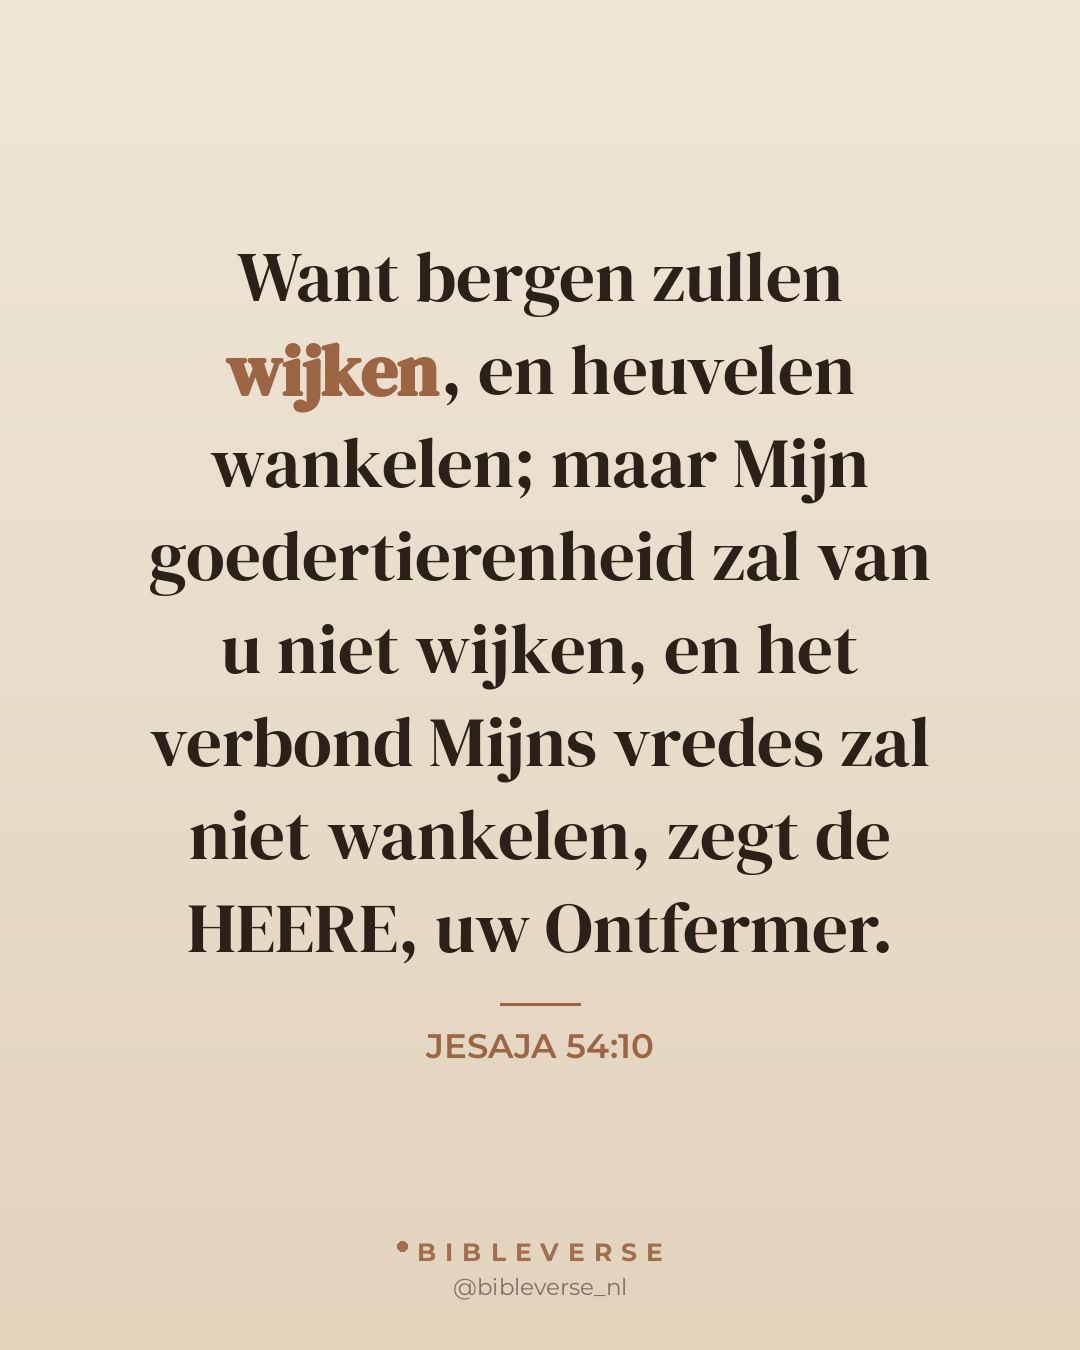 Want bergen zullen
wijken, en heuvelen
wankelen; maar Mijn
goedertierenheid zal van
u niet wijken, en het
verbond Mijns vredes zal
niet wankelen, zegt de
HEERE, uw Ontfermer.
JESAJA 54:10
BIBLEVERSE
@bibleverse_nl